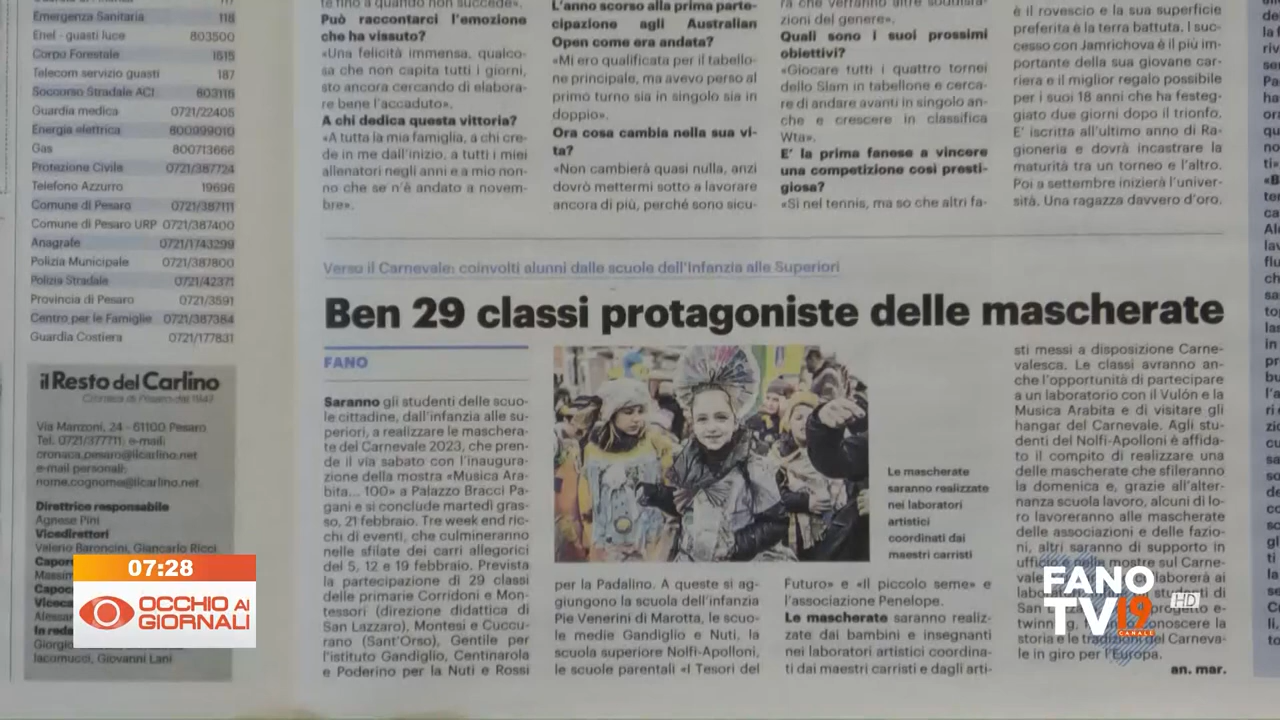 Emergenza Sanitaria 118
Enel - guasti luce 803500
Corpo Forestale 1515
Telecom servizio guasti 187
Soccorso Stradale ACI 803116
Guardia medica 0721/22405
Energia elettrica 800999010
Gas 800713666
Protezione Civile 0721/387724
Telefono Azzurro 19696
Comune di Pesaro 0721/387111
Comune di Pesaro URP 0721/387400
Anagrafe 0721/1743299
Polizia Municipale 0721/387800
Polizia Stradale 0721/42371
Provincia di Pesaro 0721/3591
Centro per le Famiglie 0721/387384
Guardia Costiera 0721/177831
il Resto del Carlino
Cronaca di Pesaro dal 1947
Via Manzoni, 24 - 61100 Pesaro
Tel. 0721/377711; e-mail:
cronaca.pesaro@ilcarlino.net
e-mail personali:
nome.cognome@ilcarlino.net
Direttrice responsabile
Agnese Pini
Vicedirettori
Valerio Baroncini, Giancarlo Ricci
Iacomucci, Giovanni Lani
07:28
OCCHIO AI
GIORNALI
te fino a quando non succede».
Può raccontarci l'emozione
che ha vissuto?
«Una felicità immensa, qualco-
sa che non capita tutti i giorni,
sto ancora cercando di elabora-
re bene l'accaduto».
A chi dedica questa vittoria?
«A tutta la mia famiglia, a chi cre-
de in me dall'inizio, a tutti i miei
allenatori negli anni e a mio non-
no che se n'è andato a novem-
bre».
L'anno scorso alla prima parte-
cipazione agli Australian
Open come era andata?
«Mi ero qualificata per il tabello-
ne principale, ma avevo perso al
primo turno sia in singolo sia in
doppio».
Ora cosa cambia nella sua vi-
ta?
«Non cambierà quasi nulla, anzi
dovrò mettermi sotto a lavorare
ancora di più, perché sono sicu-
ra che verranno altre soddisfa-
zioni del genere».
Quali sono i suoi prossimi
obiettivi?
«Giocare tutti i quattro tornei
dello Slam in tabellone e cerca-
re di andare avanti in singolo an-
che e crescere in classifica
Wta».
E' la prima fanese a vincere
una competizione così presti-
giosa?
«Sì nel tennis, ma so che altri fa-
è il rovescio e la sua superficie
preferita è la terra battuta. Il suc-
cesso con Jamrichova è il più im-
portante della sua giovane car-
riera e il miglior regalo possibile
per i suoi 18 anni che ha festeg-
giato due giorni dopo il trionfo.
E' iscritta all'ultimo anno di Ra-
gioneria e dovrà incastrare la
maturità tra un torneo e l'altro.
Poi a settembre inizierà l'univer-
sità. Una ragazza davvero d'oro.
Verso il Carnevale: coinvolti alunni dalle scuole dell'Infanzia alle Superiori
Ben 29 classi protagoniste delle mascherate
FANO
Saranno gli studenti delle scuo-
le cittadine, dall'infanzia alle su-
periori, a realizzare le maschera-
te del Carnevale 2023, che pren-
de il via sabato con l'inaugura-
zione della mostra «Musica Ara-
bita... 100» a Palazzo Bracci Pa-
gani e si conclude martedì gras-
so, 21 febbraio. Tre week end ric-
chi di eventi, che culmineranno
nelle sfilate dei carri allegorici
del 5, 12 e 19 febbraio. Prevista
la partecipazione di 29 classi
delle primarie Corridoni e Mon-
tessori (direzione didattica di
San Lazzaro), Montesi e Cuccu-
rano (Sant'Orso), Gentile per
l'istituto Gandiglio, Centinarola
e Poderino per la Nuti e Rossi
per la Padalino. A queste si ag-
giungono la scuola dell'infanzia
Pie Venerini di Marotta, le scuo-
le medie Gandiglio e Nuti, la
scuola superiore Nolfi-Apolloni,
le scuole parentali «I Tesori del
Le mascherate
saranno realizzate
nei laboratori
artistici
coordinati dai
maestri carristi
Futuro» e «Il piccolo seme» e
l'associazione Penelope.
Le mascherate saranno realiz-
zate dai bambini e insegnanti
nei laboratori artistici coordina-
ti dai maestri carristi e dagli arti-
sti messi a disposizione Carne-
valesca. Le classi avranno an-
che l'opportunità di partecipare
a un laboratorio con il Vulón e la
Musica Arabita e di visitare gli
hangar del Carnevale. Agli stu-
denti del Nolfi-Apolloni è affida-
to il compito di realizzare una
delle mascherate che sfileranno
la domenica e, grazie all'alter-
nanza scuola lavoro, alcuni di lo-
ro lavoreranno alle mascherate
delle associazioni e delle fazio-
ni, altri saranno di supporto in
ufficio e nelle mostre sul Carne-
storia e le tradizioni del Carneva-
le in giro per l'Europa.
an. mar.
FANO
TV19
CANALE
HD